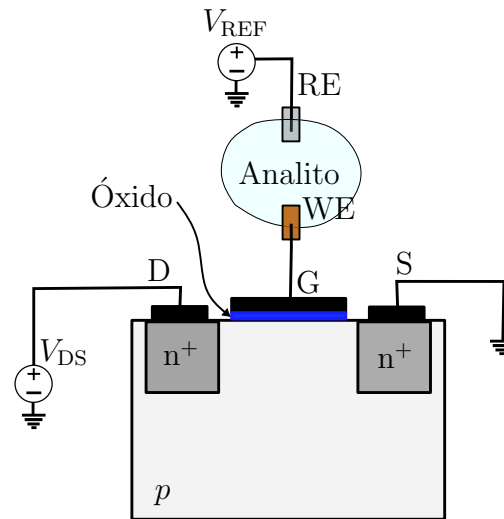 V_REF
+
−
RE
Analito
WE
Óxido
D
G
S
V_DS
+
−
n⁺
n⁺
p